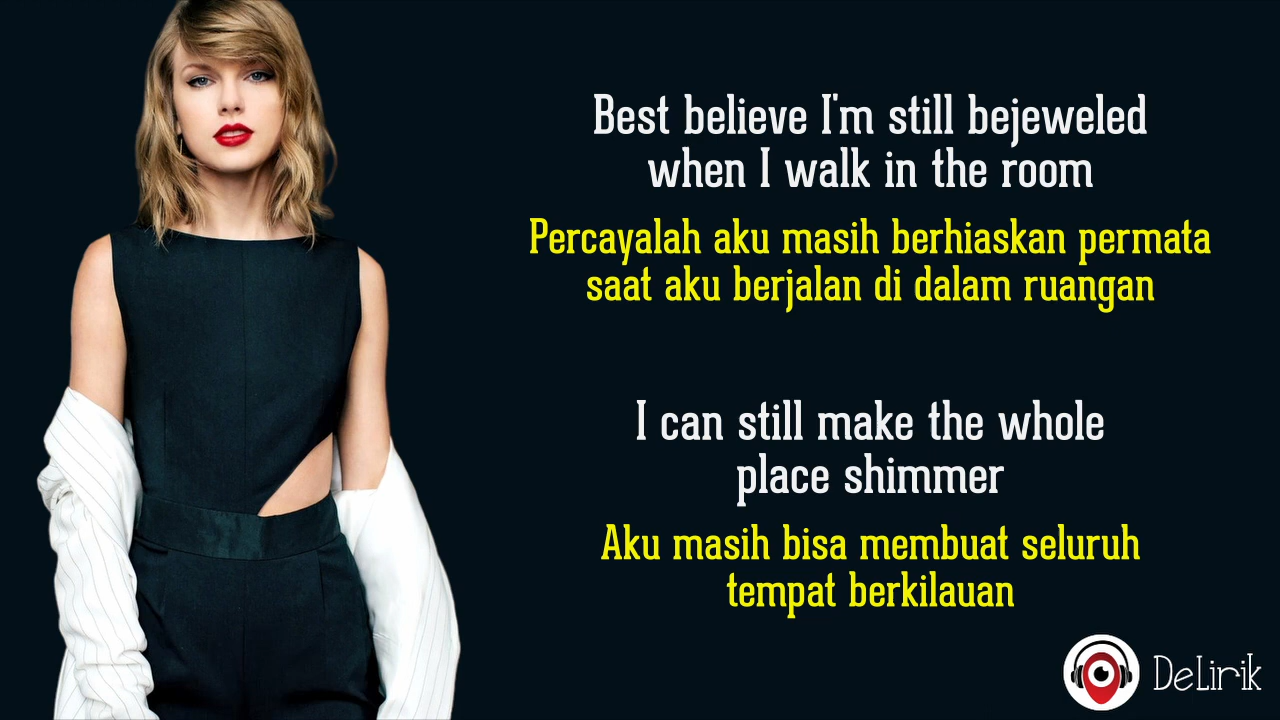 Best believe I'm still bejeweled
when I walk in the room
Percayalah aku masih berhiaskan permata
saat aku berjalan di dalam ruangan
I can still make the whole
place shimmer
Aku masih bisa membuat seluruh
tempat berkilauan
DeLirik